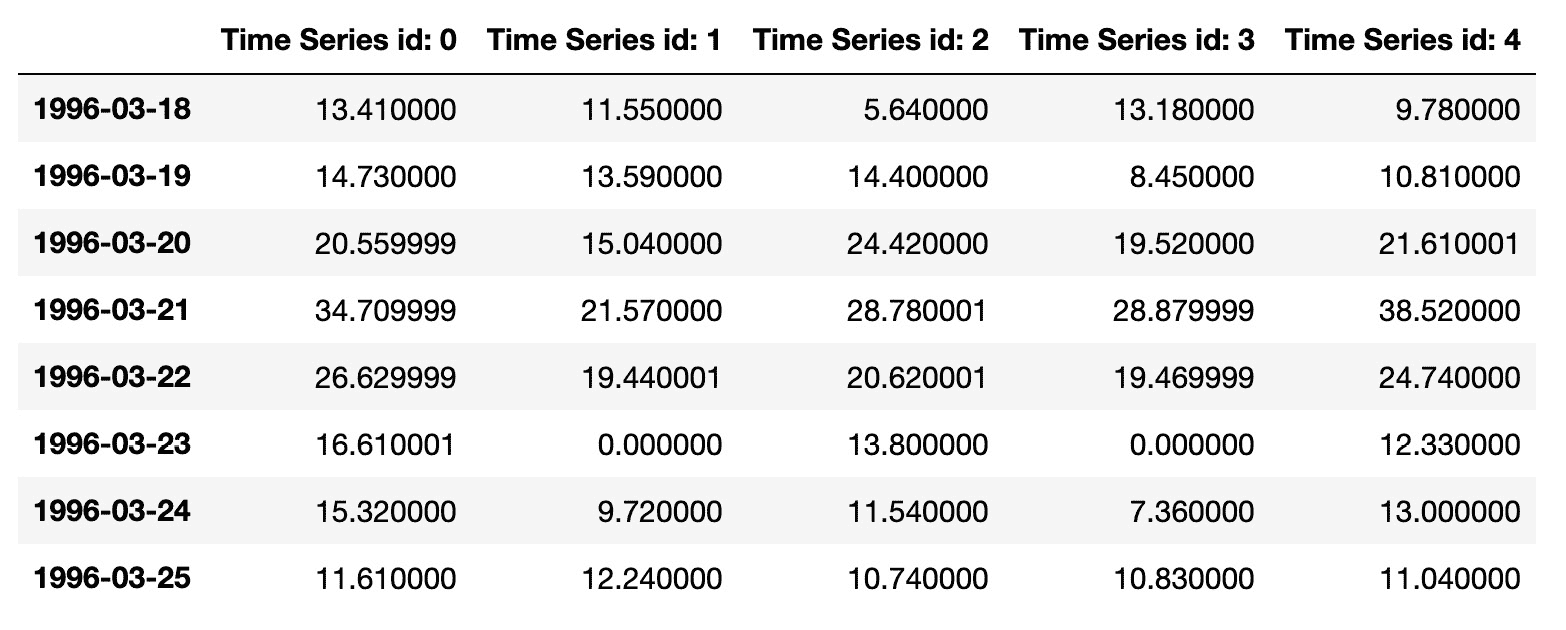 Time Series id: 0 Time Series id: 1 Time Series id: 2 Time Series id: 3 Time Series id: 4
1996-03-18 13.410000 11.550000 5.640000 13.180000 9.780000
1996-03-19 14.730000 13.590000 14.400000 8.450000 10.810000
1996-03-20 20.559999 15.040000 24.420000 19.520000 21.610001
1996-03-21 34.709999 21.570000 28.780001 28.879999 38.520000
1996-03-22 26.629999 19.440001 20.620001 19.469999 24.740000
1996-03-23 16.610001 0.000000 13.800000 0.000000 12.330000
1996-03-24 15.320000 9.720000 11.540000 7.360000 13.000000
1996-03-25 11.610000 12.240000 10.740000 10.830000 11.040000